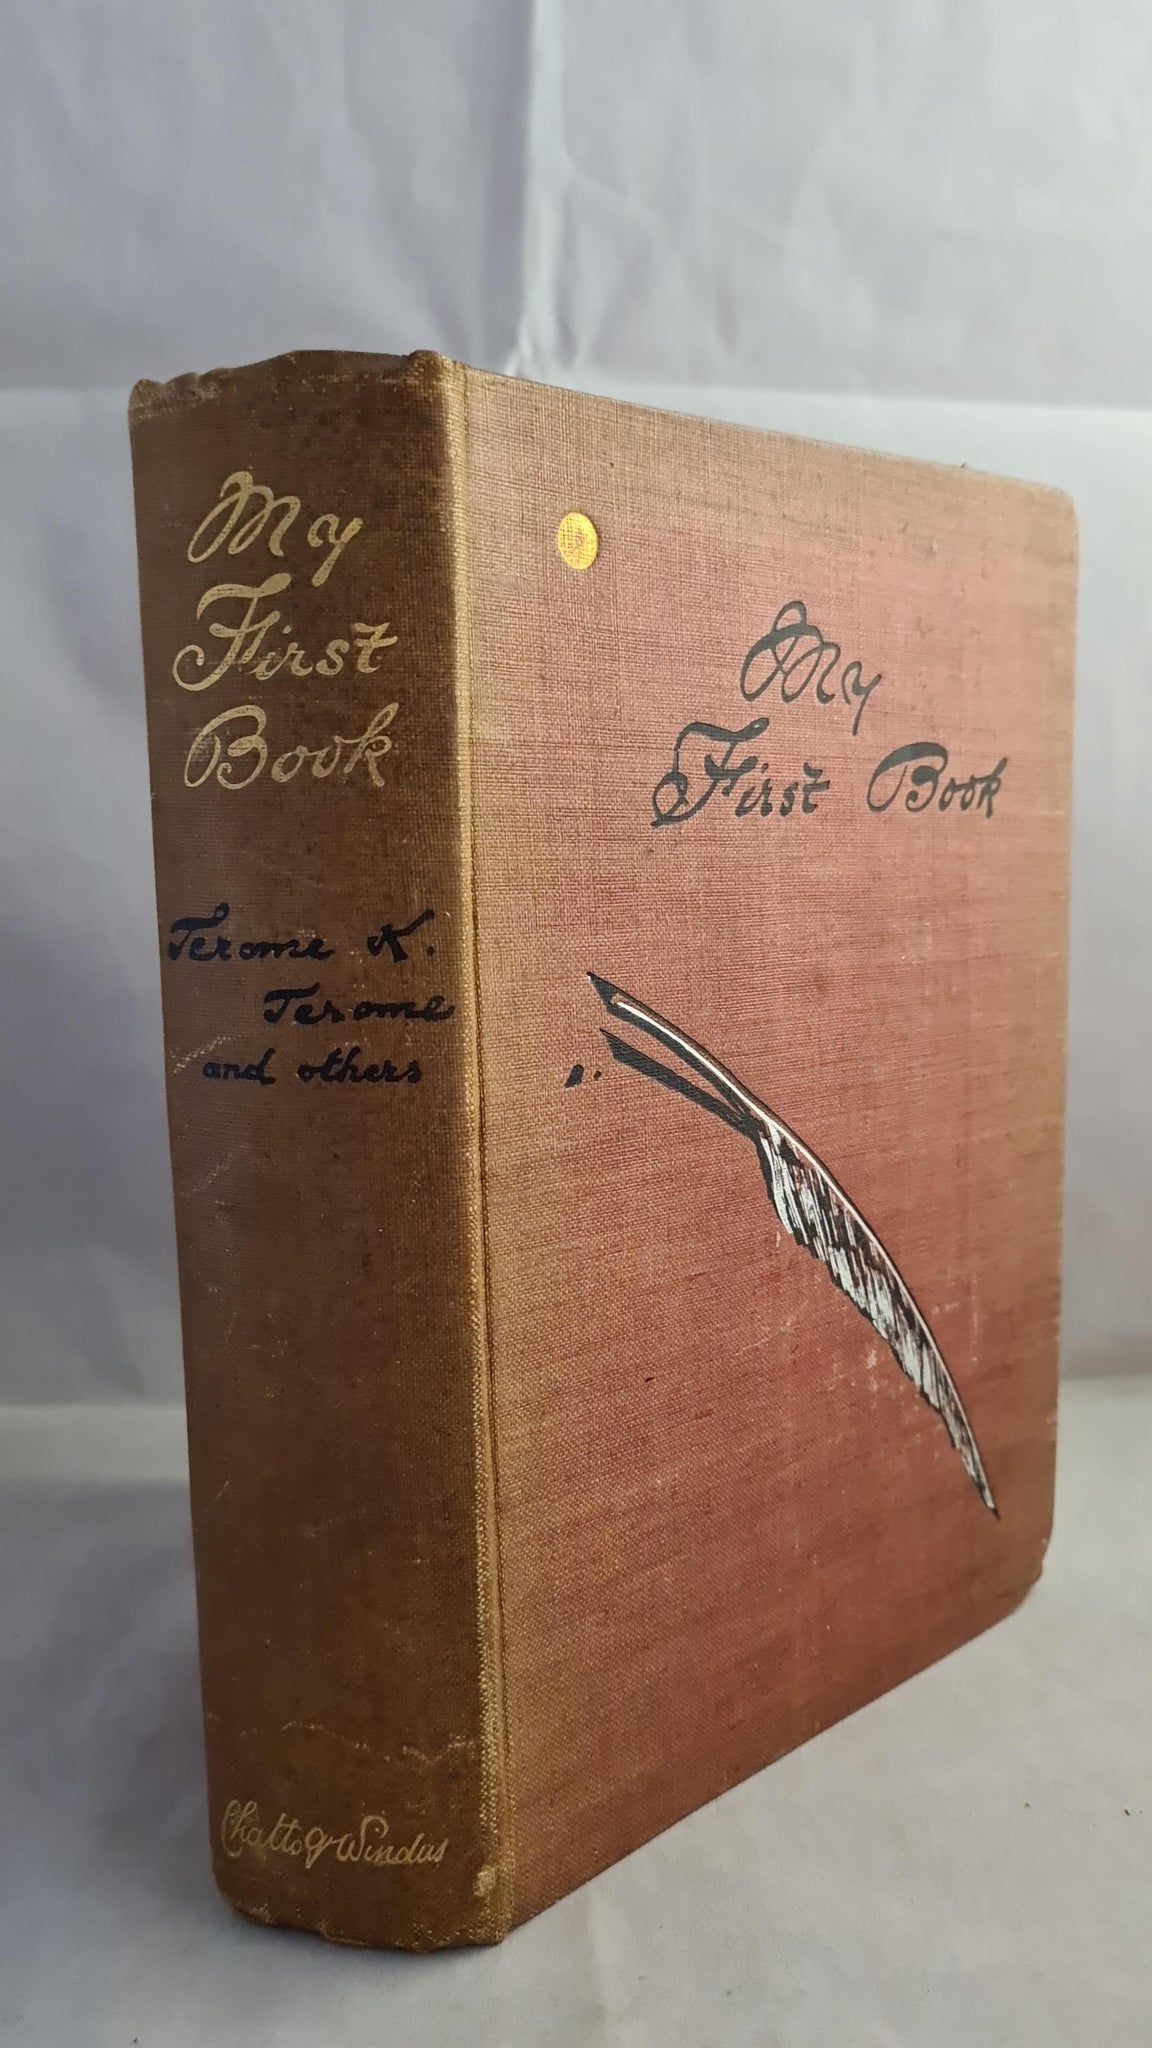 My
First
Book
Jerome K.
Jerome
and others
Chatto & Windus
My
First Book